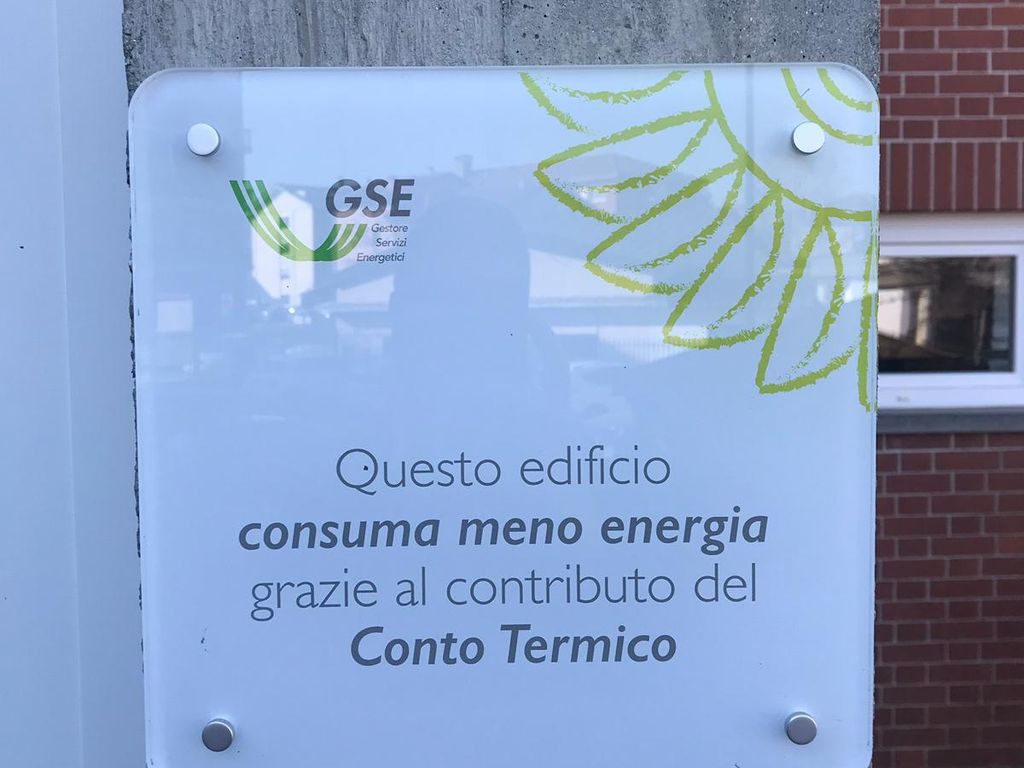 GSE
Gestore
Servizi
Energetici
Questo edificio
consuma meno energia
grazie al contributo del
Conto Termico